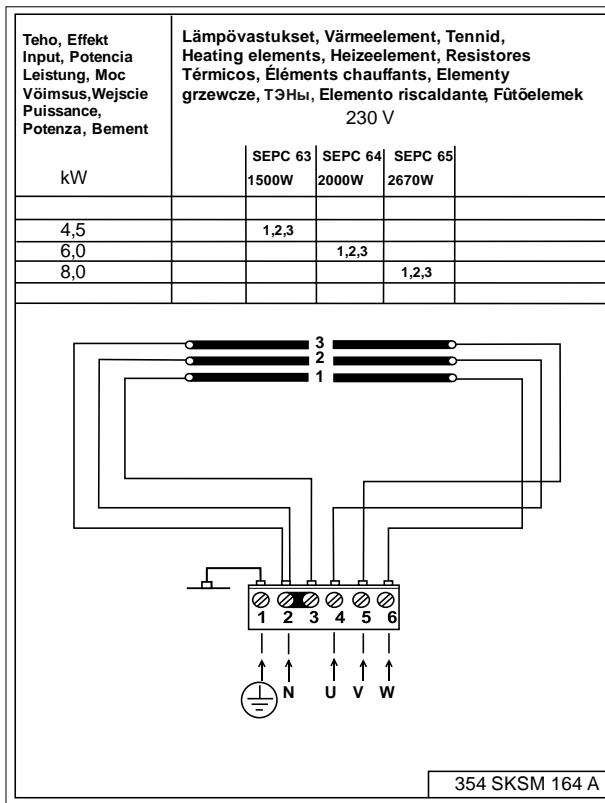 Teho, Effekt
Input, Potencia
Leistung, Moc
Vöimsus,Wejscie
Puissance,
Potenza, Bement
Lämpövastukset, Värmeelement, Tennid,
Heating elements, Heizeelement, Resistores
Térmicos, Éléments chauffants, Elementy
grzewcze, ТЭНы, Elemento riscaldante, Fûtõelemek
230 V
kW
SEPC 63 SEPC 64 SEPC 65
1500W 2000W 2670W
4,5 1,2,3
6,0 1,2,3
8,0 1,2,3
3
2
1
1 2 3 4 5 6
N U V W
354 SKSM 164 A